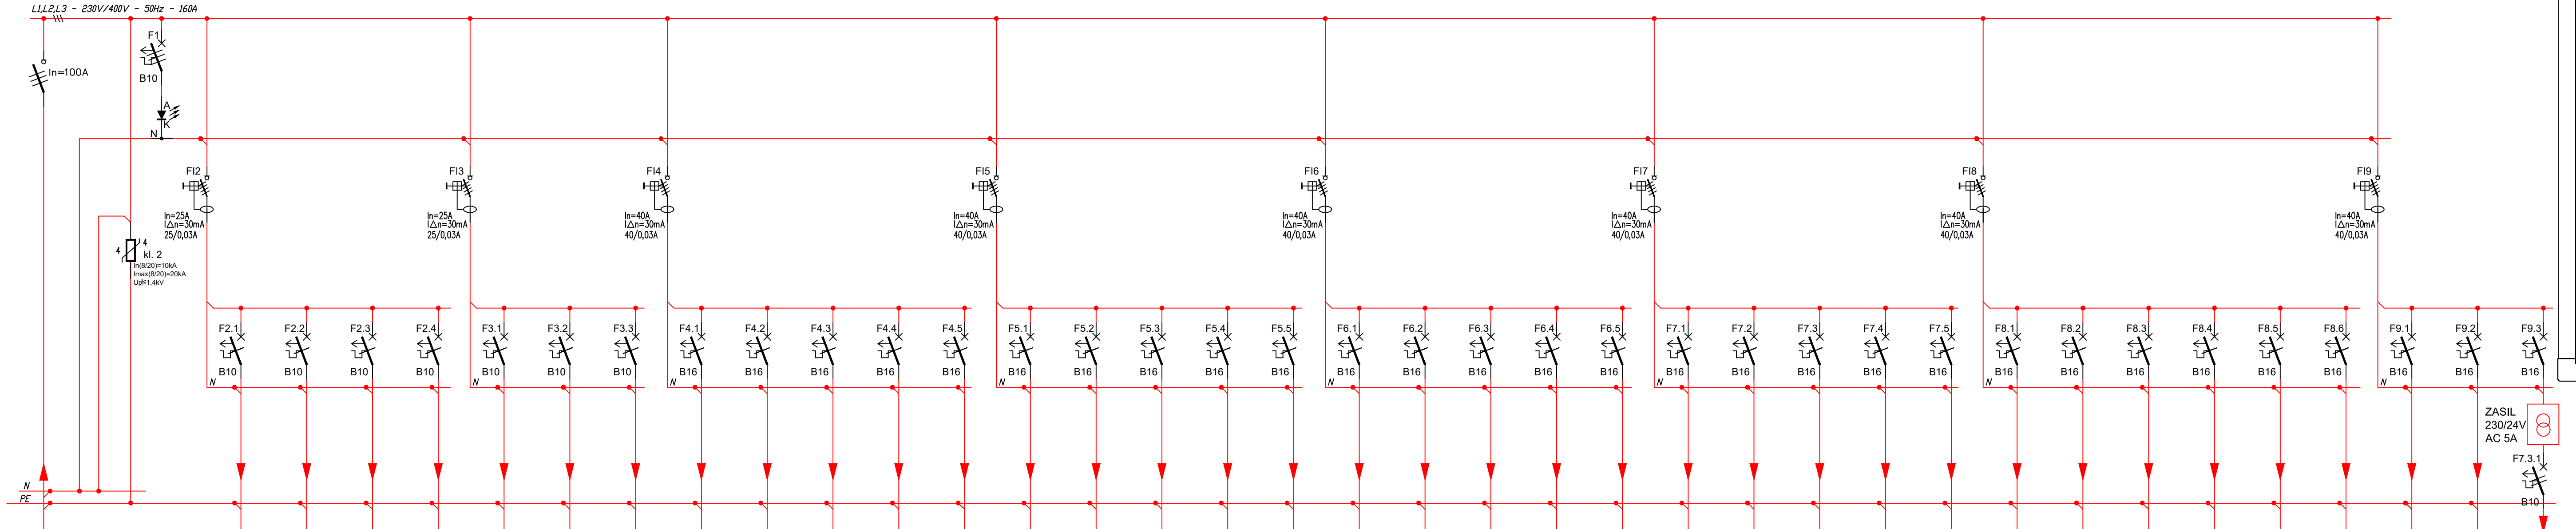 L1,L2,L3 - 230V/400V - 50Hz - 160A
F1
In=100A
B10
A
K
N
FI2
In=25A
I△n=30mA
25/0,03A
FI3
In=25A
I△n=30mA
25/0,03A
FI4
In=40A
I△n=30mA
40/0,03A
FI5
In=40A
I△n=30mA
40/0,03A
FI6
In=40A
I△n=30mA
40/0,03A
FI7
In=40A
I△n=30mA
40/0,03A
FI8
In=40A
I△n=30mA
40/0,03A
FI9
In=40A
I△n=30mA
40/0,03A
4
4
kl. 2
In(8/20)=10kA
Imax(8/20)=20kA
Up≤1,4kV
F2.1 F2.2 F2.3 F2.4 F3.1 F3.2 F3.3 F4.1 F4.2 F4.3 F4.4 F4.5 F5.1 F5.2 F5.3 F5.4 F5.5 F6.1 F6.2 F6.3 F6.4 F6.5 F7.1 F7.2 F7.3 F7.4 F7.5 F8.1 F8.2 F8.3 F8.4 F8.5 F8.6 F9.1 F9.2 F9.3
B10 B10 B10 B10 B10 B10 B10 B16 B16 B16 B16 B16 B16 B16 B16 B16 B16 B16 B16 B16 B16 B16 B16 B16 B16 B16 B16 B16 B16 B16 B16 B16 B16 B16 B16 B16
N N N N N N N N
ZASIL
230/24V
AC 5A
F7.3.1
B10
N
PE